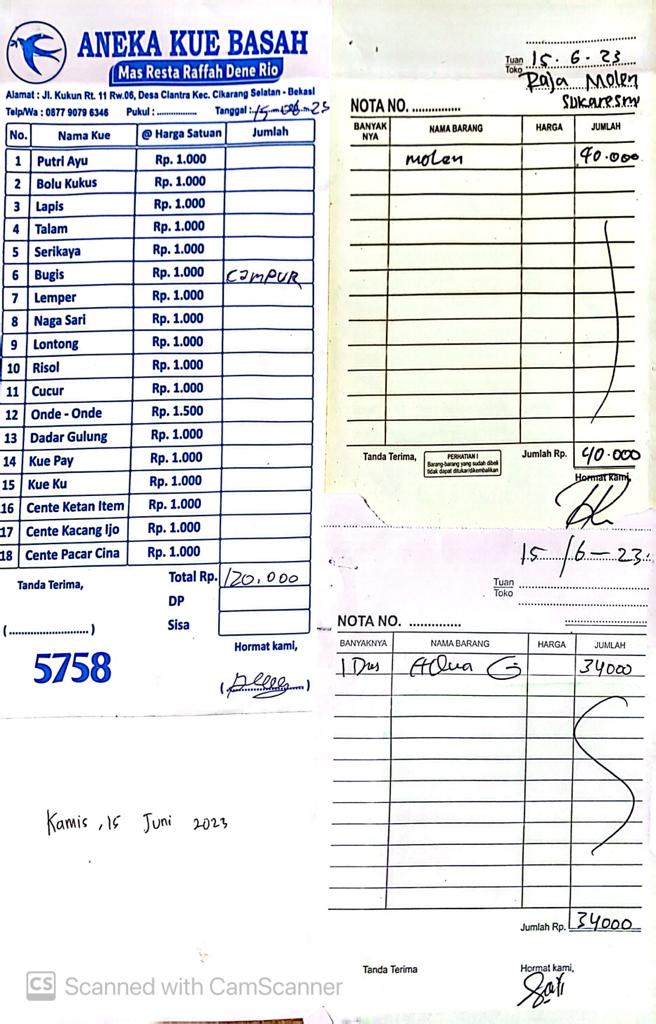 ANEKA KUE BASAH
Mas Resta Raffah Dene Rio
Alamat : Jl. Kukun Rt. 11 Rw.06, Desa Ciantra Kec. Cikarang Selatan - Bekasi
Telp/Wa : 0877 9079 6346 Pukul : ............... Tanggal : 15-06-23
No. Nama Kue @ Harga Satuan Jumlah
1 Putri Ayu Rp. 1.000
2 Bolu Kukus Rp. 1.000
3 Lapis Rp. 1.000
4 Talam Rp. 1.000
5 Serikaya Rp. 1.000
6 Bugis Rp. 1.000 CAMPUR
7 Lemper Rp. 1.000
8 Naga Sari Rp. 1.000
9 Lontong Rp. 1.000
10 Risol Rp. 1.000
11 Cucur Rp. 1.000
12 Onde - Onde Rp. 1.500
13 Dadar Gulung Rp. 1.000
14 Kue Pay Rp. 1.000
15 Kue Ku Rp. 1.000
16 Cente Ketan Item Rp. 1.000
17 Cente Kacang Ijo Rp. 1.000
18 Cente Pacar Cina Rp. 1.000
Tanda Terima, Total Rp. 120.000
DP
Sisa
(........................) Hormat kami,
5758
Kamis, 15 Juni 2023
15 . 6 . 23
Tuan
Toko Raja Molen
Sukaresmi
NOTA NO. ..............
BANYAKNYA NAMA BARANG HARGA JUMLAH
molen 40.000
Tanda Terima, PERHATIAN ! Jumlah Rp. 40.000
Barang-barang yang sudah dibeli
tidak dapat ditukar/dikembalikan
Hormat kami,
15 / 6 - 23
Tuan
Toko
NOTA NO. ..............
BANYAKNYA NAMA BARANG HARGA JUMLAH
1 Dus AQua G 34000
Jumlah Rp. 34000
Tanda Terima Hormat kami,
Sari
CS Scanned with CamScanner